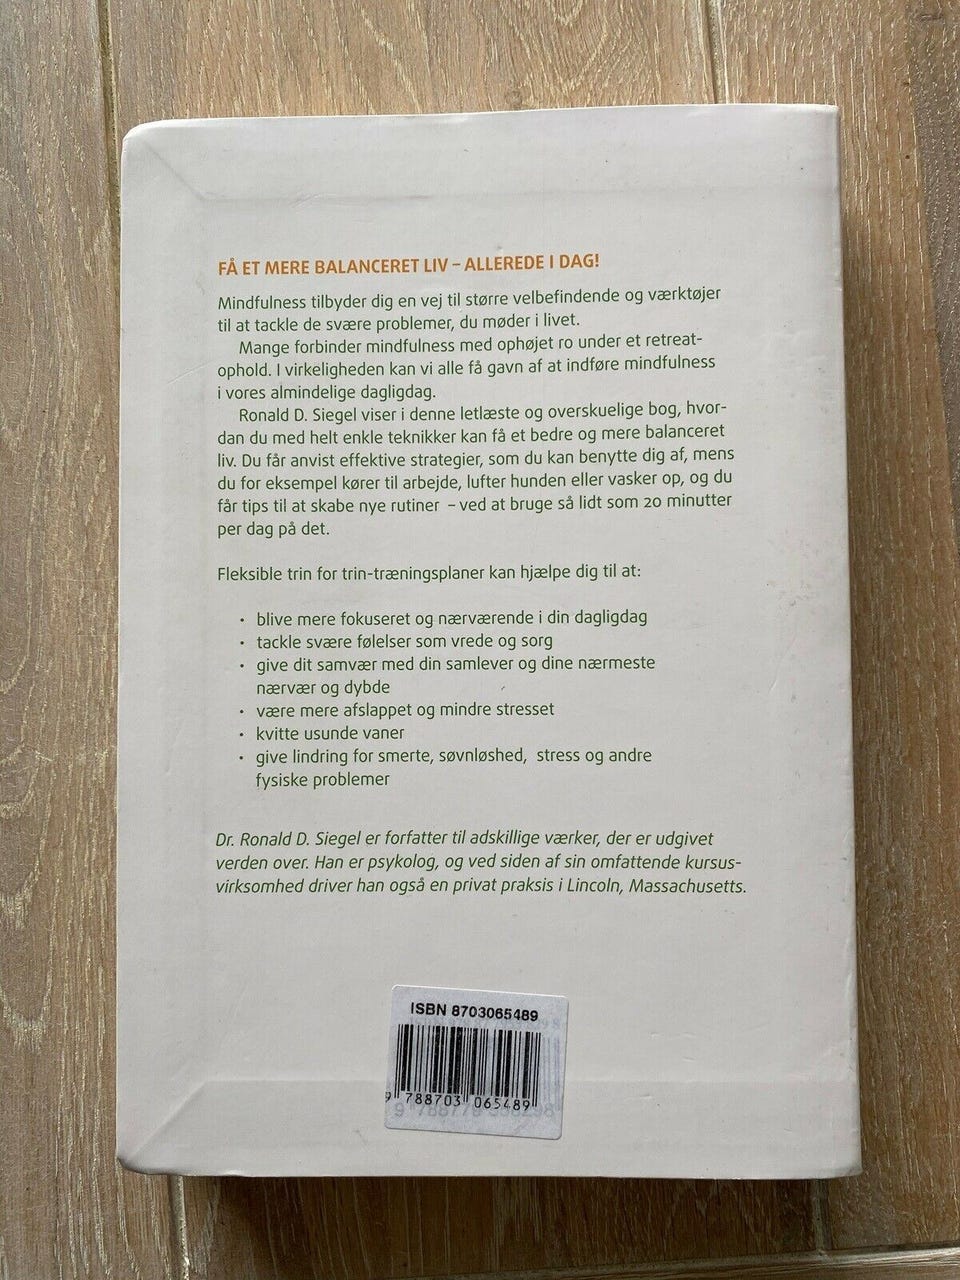 FÅ ET MERE BALANCERET LIV – ALLEREDE I DAG!
Mindfulness tilbyder dig en vej til større velbefindende og værktøjer
til at tackle de svære problemer, du møder i livet.
Mange forbinder mindfulness med ophøjet ro under et retreat-
ophold. I virkeligheden kan vi alle få gavn af at indføre mindfulness
i vores almindelige dagligdag.
Ronald D. Siegel viser i denne letlæste og overskuelige bog, hvor-
dan du med helt enkle teknikker kan få et bedre og mere balanceret
liv. Du får anvist effektive strategier, som du kan benytte dig af, mens
du for eksempel kører til arbejde, lufter hunden eller vasker op, og du
får tips til at skabe nye rutiner – ved at bruge så lidt som 20 minutter
per dag på det.
Fleksible trin for trin-træningsplaner kan hjælpe dig til at:
• blive mere fokuseret og nærværende i din dagligdag
• tackle svære følelser som vrede og sorg
• give dit samvær med din samlever og dine nærmeste
nærvær og dybde
• være mere afslappet og mindre stresset
• kvitte usunde vaner
• give lindring for smerte, søvnløshed, stress og andre
fysiske problemer
Dr. Ronald D. Siegel er forfatter til adskillige værker, der er udgivet
verden over. Han er psykolog, og ved siden af sin omfattende kursus-
virksomhed driver han også en privat praksis i Lincoln, Massachusetts.
ISBN 8703065489
9 788703 065489